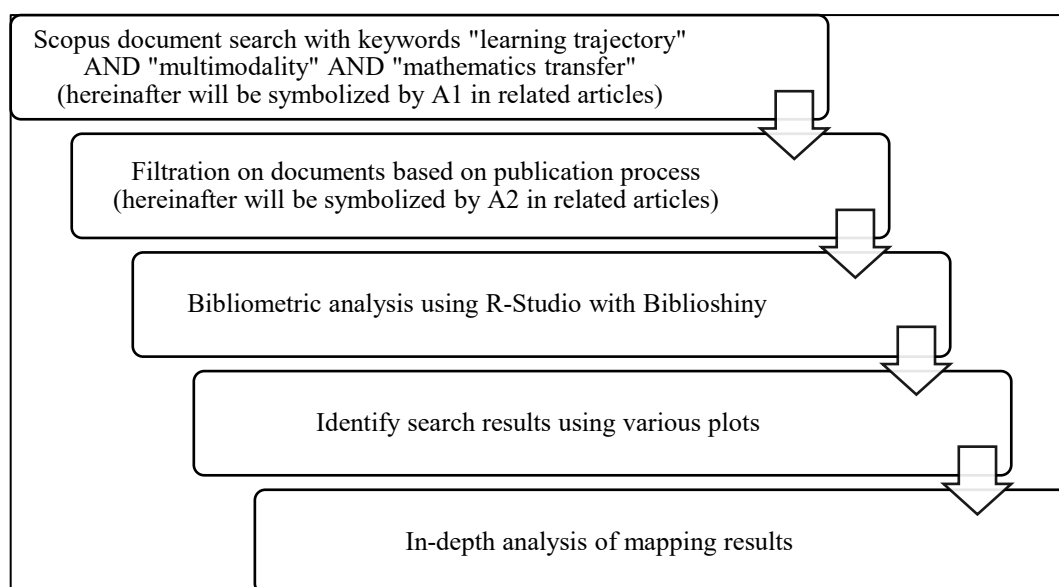 Scopus document search with keywords "learning trajectory"
AND "multimodality" AND "mathematics transfer"
(hereinafter will be symbolized by A1 in related articles)
Filtration on documents based on publication process
(hereinafter will be symbolized by A2 in related articles)
Bibliometric analysis using R-Studio with Biblioshiny
Identify search results using various plots
In-depth analysis of mapping results